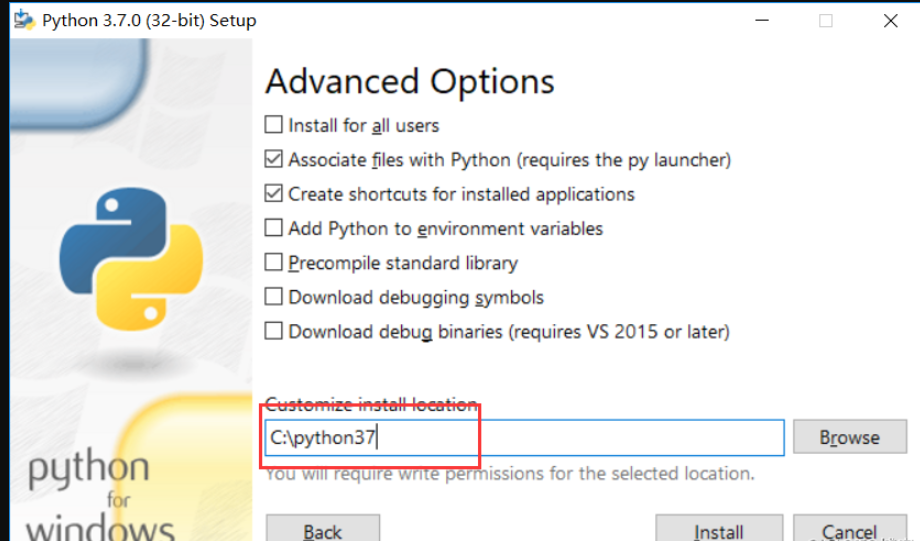 Python 3.7.0 (32-bit) Setup
Advanced Options
Install for all users
Associate files with Python (requires the py launcher)
Create shortcuts for installed applications
Add Python to environment variables
Precompile standard library
Download debugging symbols
Download debug binaries (requires VS 2015 or later)
Customize install location
C:\python37
Browse
You will require write permissions for the selected location.
python
for
windows
Back
Install
Cancel